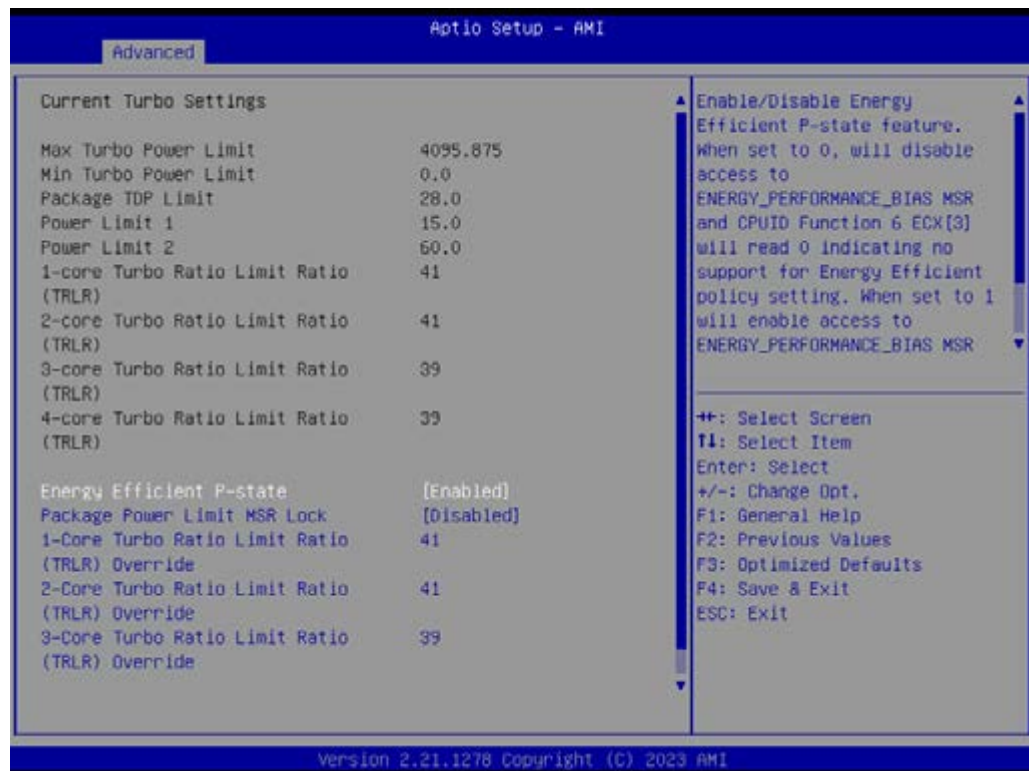 Aptio Setup - AMI
Advanced
Current Turbo Settings
Max Turbo Power Limit 4095.875
Min Turbo Power Limit 0.0
Package TDP Limit 28.0
Power Limit 1 15.0
Power Limit 2 60.0
1-core Turbo Ratio Limit Ratio 41
(TRLR)
2-core Turbo Ratio Limit Ratio 41
(TRLR)
3-core Turbo Ratio Limit Ratio 39
(TRLR)
4-core Turbo Ratio Limit Ratio 39
(TRLR)
Energy Efficient P-state [Enabled]
Package Power Limit MSR Lock [Disabled]
1-Core Turbo Ratio Limit Ratio 41
(TRLR) Override
2-Core Turbo Ratio Limit Ratio 41
(TRLR) Override
3-Core Turbo Ratio Limit Ratio 39
(TRLR) Override
Enable/Disable Energy
Efficient P-state feature.
When set to 0, will disable
access to
ENERGY_PERFORMANCE_BIAS MSR
and CPUID Function 6 ECX[3]
will read 0 indicating no
support for Energy Efficient
policy setting. When set to 1
will enable access to
ENERGY_PERFORMANCE_BIAS MSR
→←: Select Screen
↑↓: Select Item
Enter: Select
+/-: Change Opt.
F1: General Help
F2: Previous Values
F3: Optimized Defaults
F4: Save & Exit
ESC: Exit
Version 2.21.1278 Copyright (C) 2023 AMI